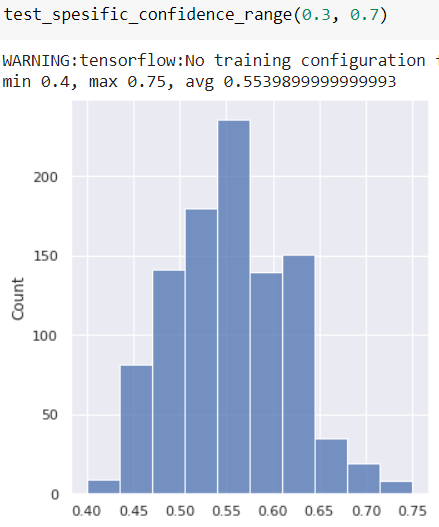 test_spesific_confidence_range(0.3, 0.7)
WARNING:tensorflow:No training configuration
min 0.4, max 0.75, avg 0.5539899999999993
200
150
100
50
0
Count
0.40 0.45 0.50 0.55 0.60 0.65 0.70 0.75